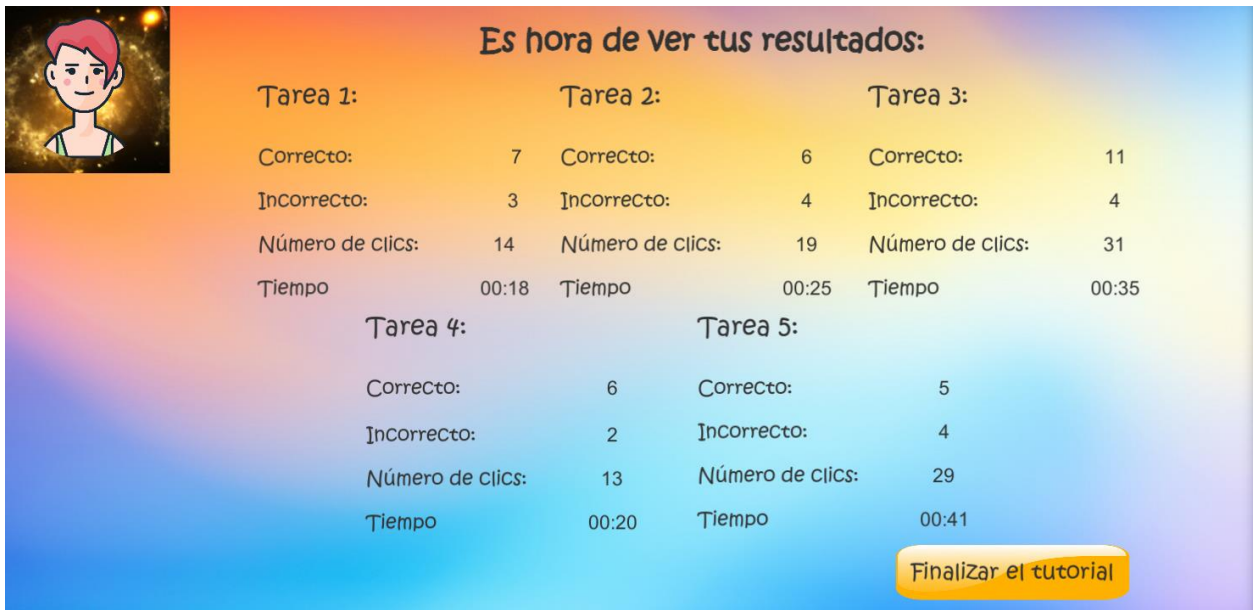 Es hora de ver tus resultados:
Tarea 1: Tarea 2: Tarea 3:
Correcto: 7 Correcto: 6 Correcto: 11
Incorrecto: 3 Incorrecto: 4 Incorrecto: 4
Número de clics: 14 Número de clics: 19 Número de clics: 31
Tiempo 00:18 Tiempo 00:25 Tiempo 00:35
Tarea 4: Tarea 5:
Correcto: 6 Correcto: 5
Incorrecto: 2 Incorrecto: 4
Número de clics: 13 Número de clics: 29
Tiempo 00:20 Tiempo 00:41
Finalizar el tutorial